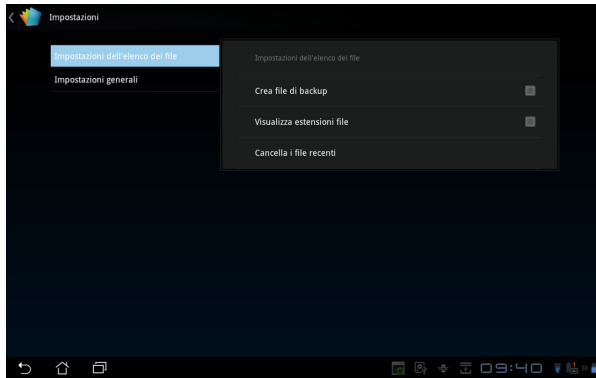 Impostazioni
Impostazioni dell'elenco dei file
Impostazioni generali
Impostazioni dell'elenco dei file
Crea file di backup
Visualizza estensioni file
Cancella i file recenti
09:40